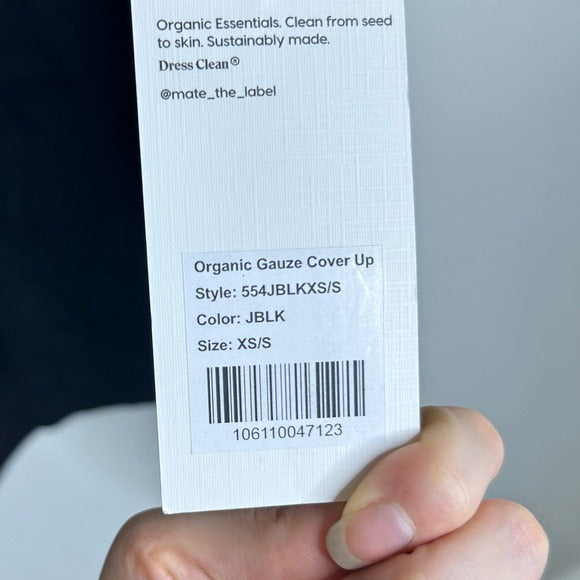 Organic Essentials. Clean from seed
to skin. Sustainably made.
Dress Clean®
@mate_the_label
Organic Gauze Cover Up
Style: 554JBLKXS/S
Color: JBLK
Size: XS/S
106110047123